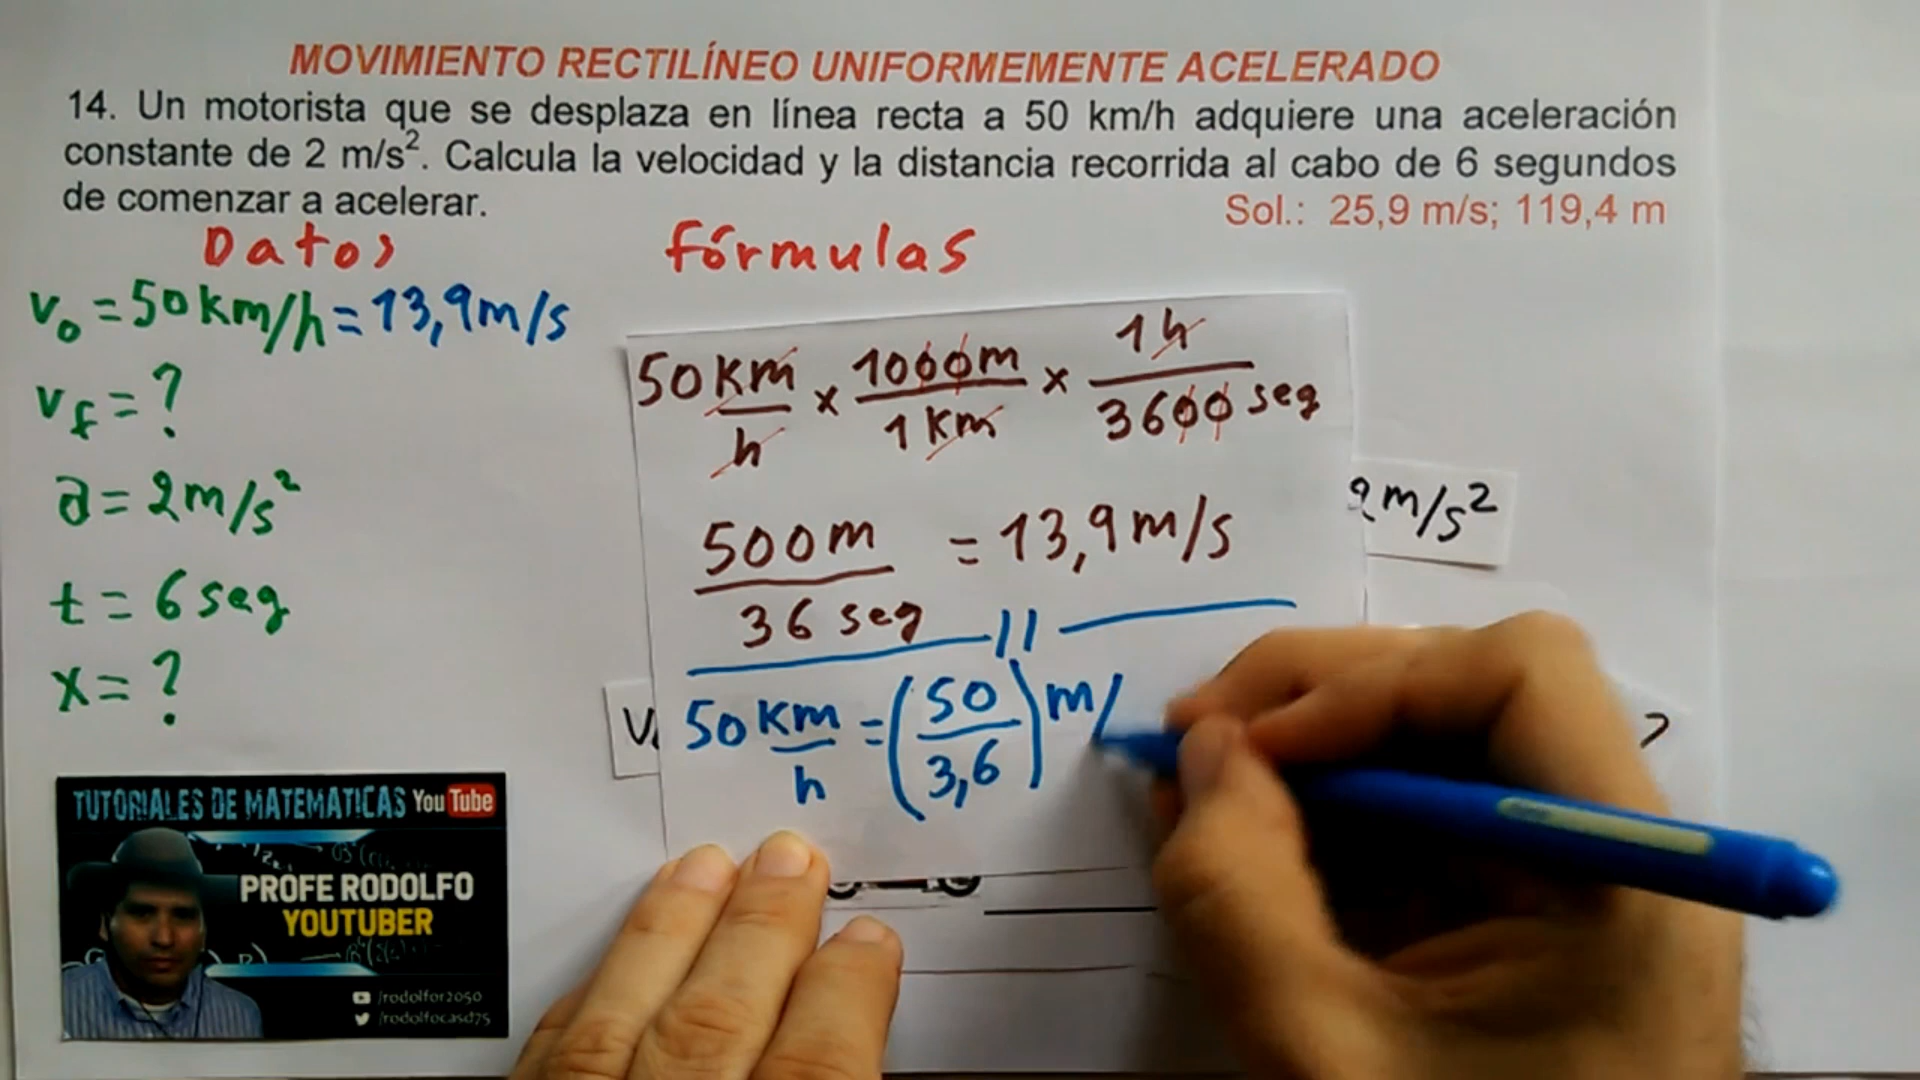 MOVIMIENTO RECTILÍNEO UNIFORMEMENTE ACELERADO
14. Un motorista que se desplaza en línea recta a 50 km/h adquiere una aceleración
constante de 2 m/s². Calcula la velocidad y la distancia recorrida al cabo de 6 segundos
de comenzar a acelerar.
Sol.: 25,9 m/s; 119,4 m
Datos
fórmulas
v₀ = 50 km/h = 13,9 m/s
v_f = ?
a = 2 m/s²
t = 6 seg
x = ?
50 km/h x 1000m/1 km x 1h/3600 seg
500m/36 seg = 13,9 m/s
50 km/h = (50/3,6) m/
2 m/s²
V
?
TUTORIALES DE MATEMATICAS YouTube
PROFE RODOLFO
YOUTUBER
/rodolfor2050
/rodolfocasd75